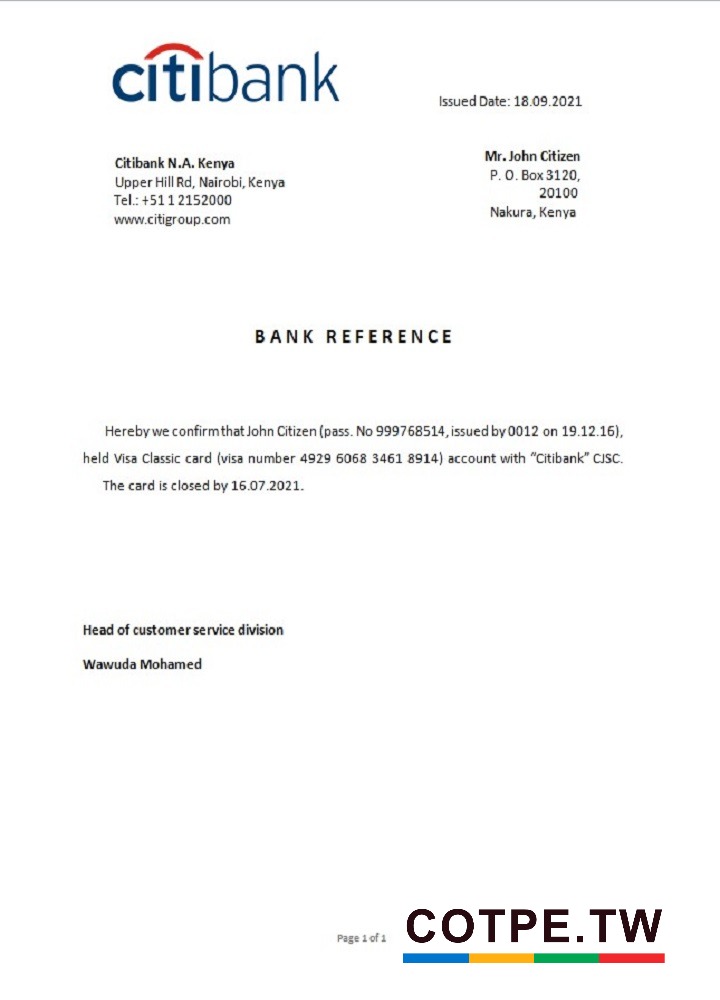 citibank
Issued Date: 18.09.2021
Citibank N.A. Kenya
Upper Hill Rd, Nairobi, Kenya
Tel.: +51 1 2152000
www.citigroup.com
Mr. John Citizen
P. O. Box 3120,
20100
Nakura, Kenya
BANK REFERENCE
Hereby we confirm that John Citizen (pass. No 999768514, issued by 0012 on 19.12.16),
held Visa Classic card (visa number 4929 6068 3461 8914) account with "Citibank" CJSC.
The card is closed by 16.07.2021.
Head of customer service division
Wawuda Mohamed
Page 1 of 1
COTPE.TW